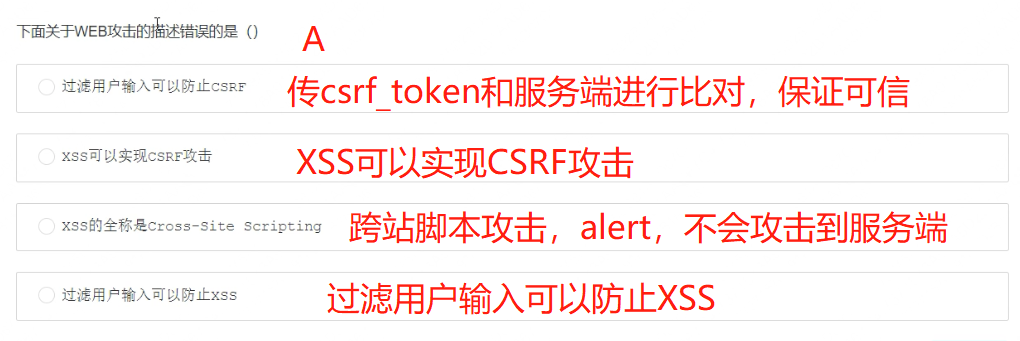 下面关于WEB攻击的描述错误的是（）
A
过滤用户输入可以防止CSRF 传csrf_token和服务端进行比对，保证可信
XSS可以实现CSRF攻击 XSS可以实现CSRF攻击
XSS的全称是Cross-Site Scripting 跨站脚本攻击，alert，不会攻击到服务端
过滤用户输入可以防止XSS 过滤用户输入可以防止XSS